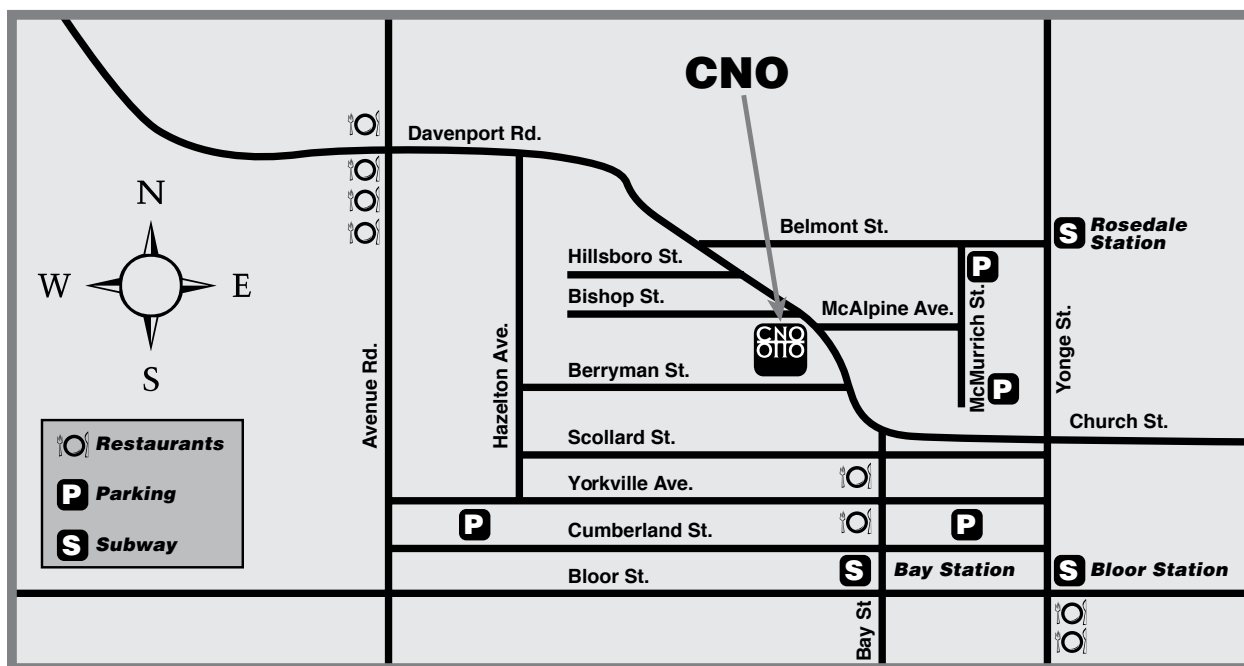 CNO
Davenport Rd.
N
Belmont St.
S Rosedale
Station
Hillsboro St.
P
W
E
Bishop St.
McAlpine Ave.
CNO
OIIO
McMurrich St.
Yonge St.
S
Avenue Rd.
Hazelton Ave.
Berryman St.
P
Church St.
Restaurants
Scollard St.
Yorkville Ave.
P Parking
P
Cumberland St.
P
S Subway
Bloor St.
S Bay Station
S Bloor Station
Bay St